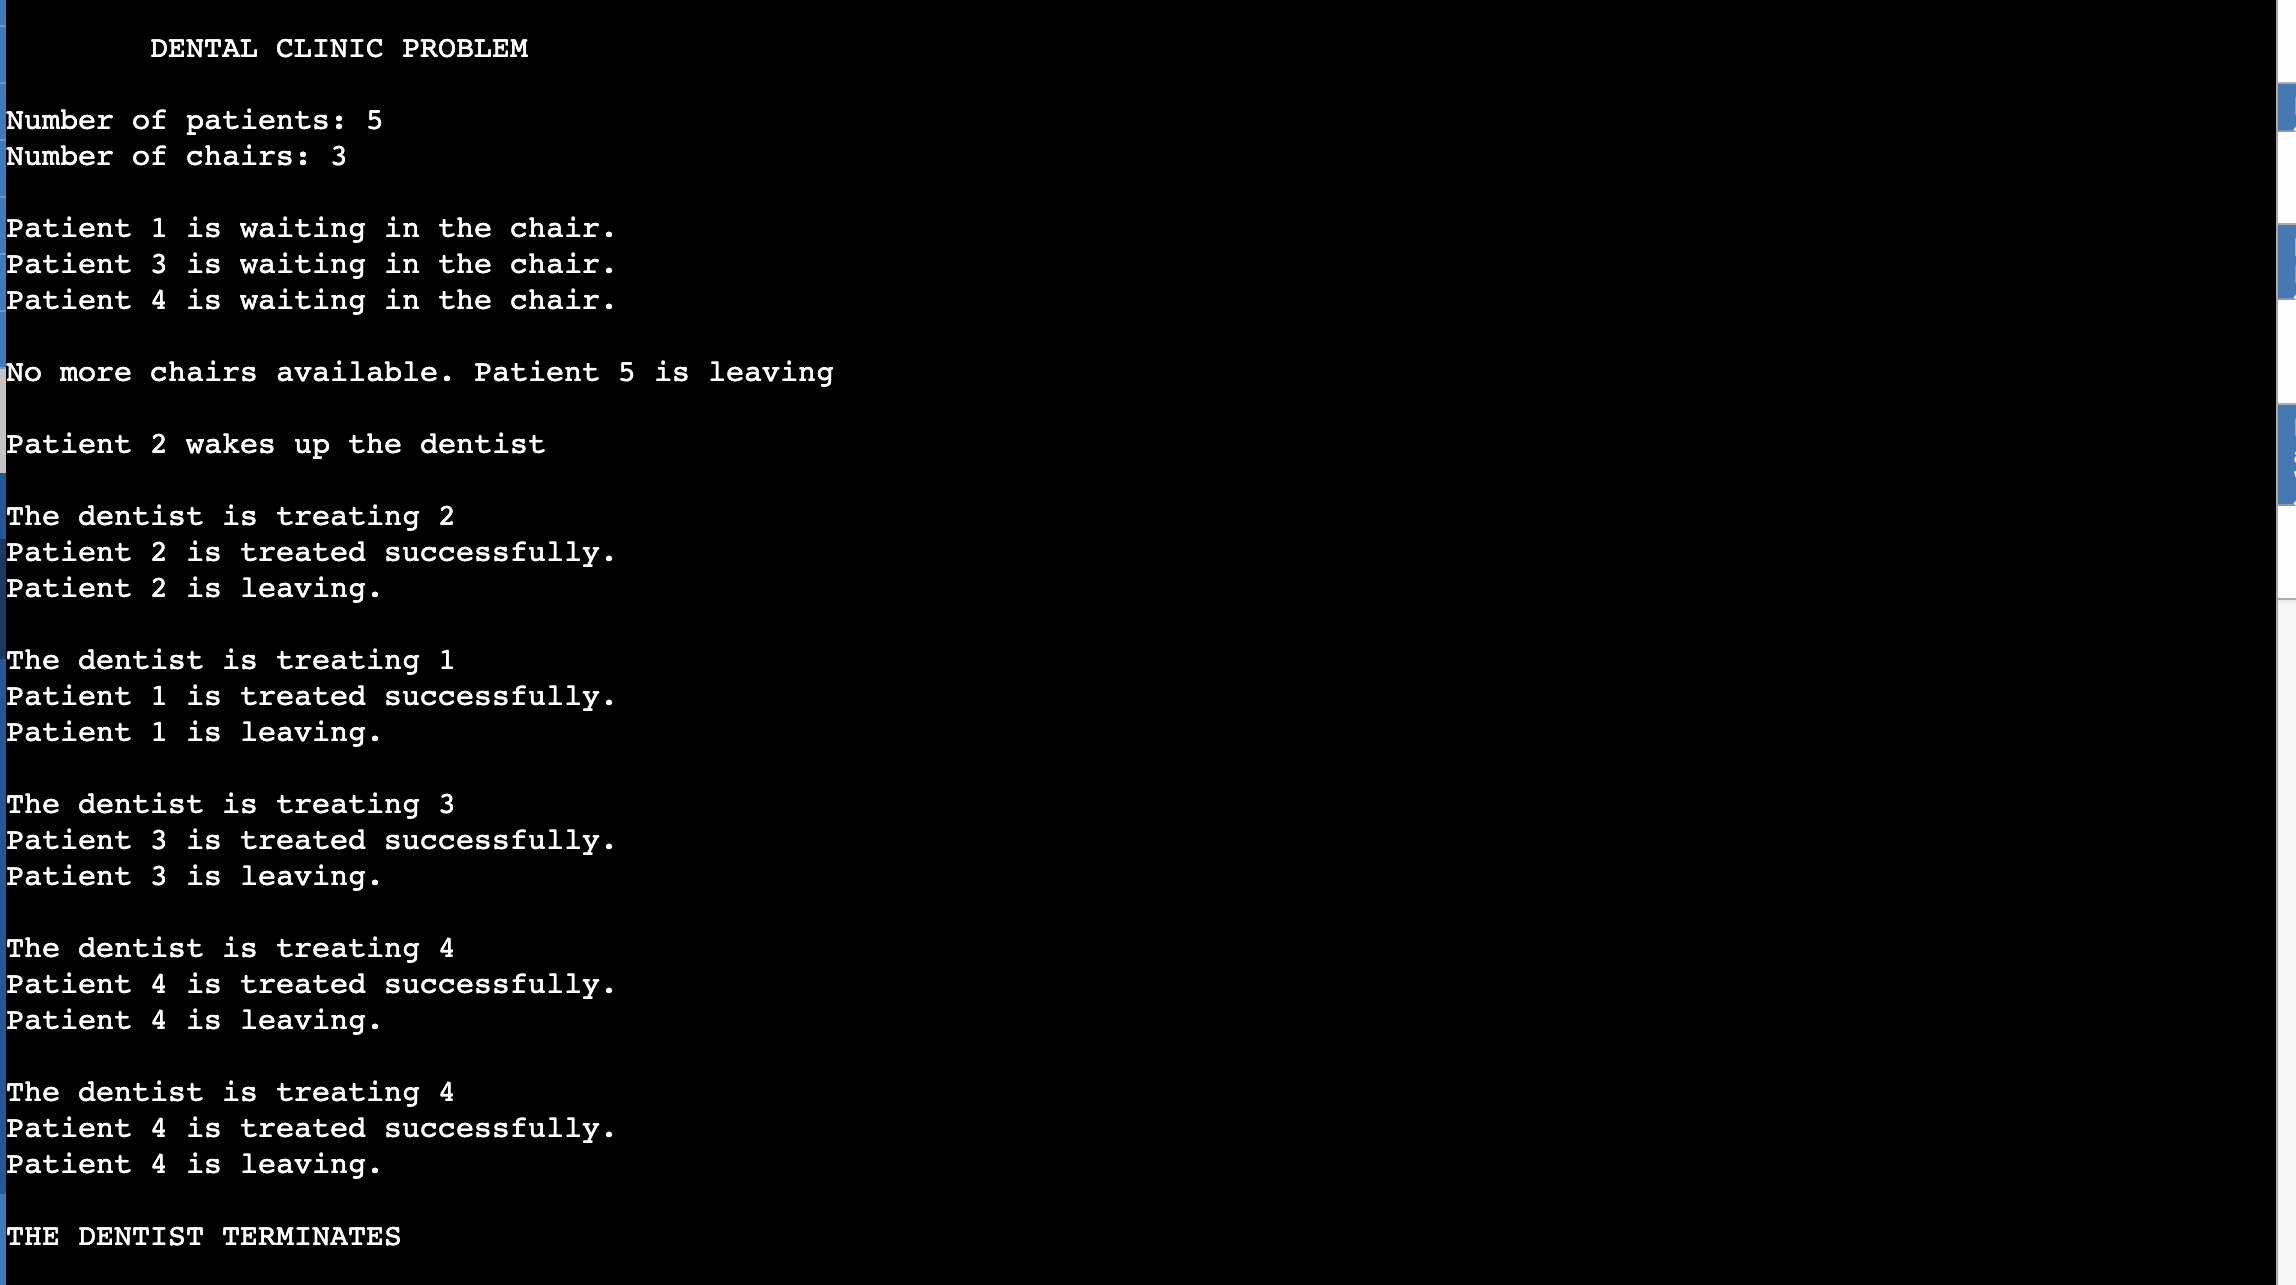 DENTAL CLINIC PROBLEM
Number of patients: 5
Number of chairs: 3
Patient 1 is waiting in the chair.
Patient 3 is waiting in the chair.
Patient 4 is waiting in the chair.
No more chairs available. Patient 5 is leaving
Patient 2 wakes up the dentist
The dentist is treating 2
Patient 2 is treated successfully.
Patient 2 is leaving.
The dentist is treating 1
Patient 1 is treated successfully.
Patient 1 is leaving.
The dentist is treating 3
Patient 3 is treated successfully.
Patient 3 is leaving.
The dentist is treating 4
Patient 4 is treated successfully.
Patient 4 is leaving.
The dentist is treating 4
Patient 4 is treated successfully.
Patient 4 is leaving.
THE DENTIST TERMINATES